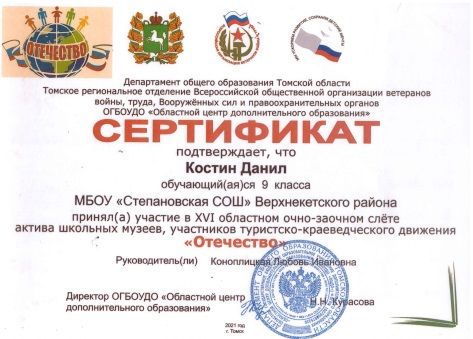 ОТЕЧЕСТВО
Департамент общего образования Томской области
Томское региональное отделение Всероссийской общественной организации ветеранов
войны, труда, Вооружённых сил и правоохранительных органов
ОГБОУДО «Областной центр дополнительного образования»
СЕРТИФИКАТ
подтверждает, что
Костин Данил
обучающий(ая)ся 9 класса
МБОУ «Степановская СОШ» Верхнекетского района
принял(а) участие в XVI областном очно-заочном слёте
актива школьных музеев, участников туристско-краеведческого движения
«Отечество»
Руководитель(ли) Коноплицкая Любовь Ивановна
Директор ОГБОУДО «Областной центр
дополнительного образования»
Н.Н. Курасова
2021 год
г. Томск